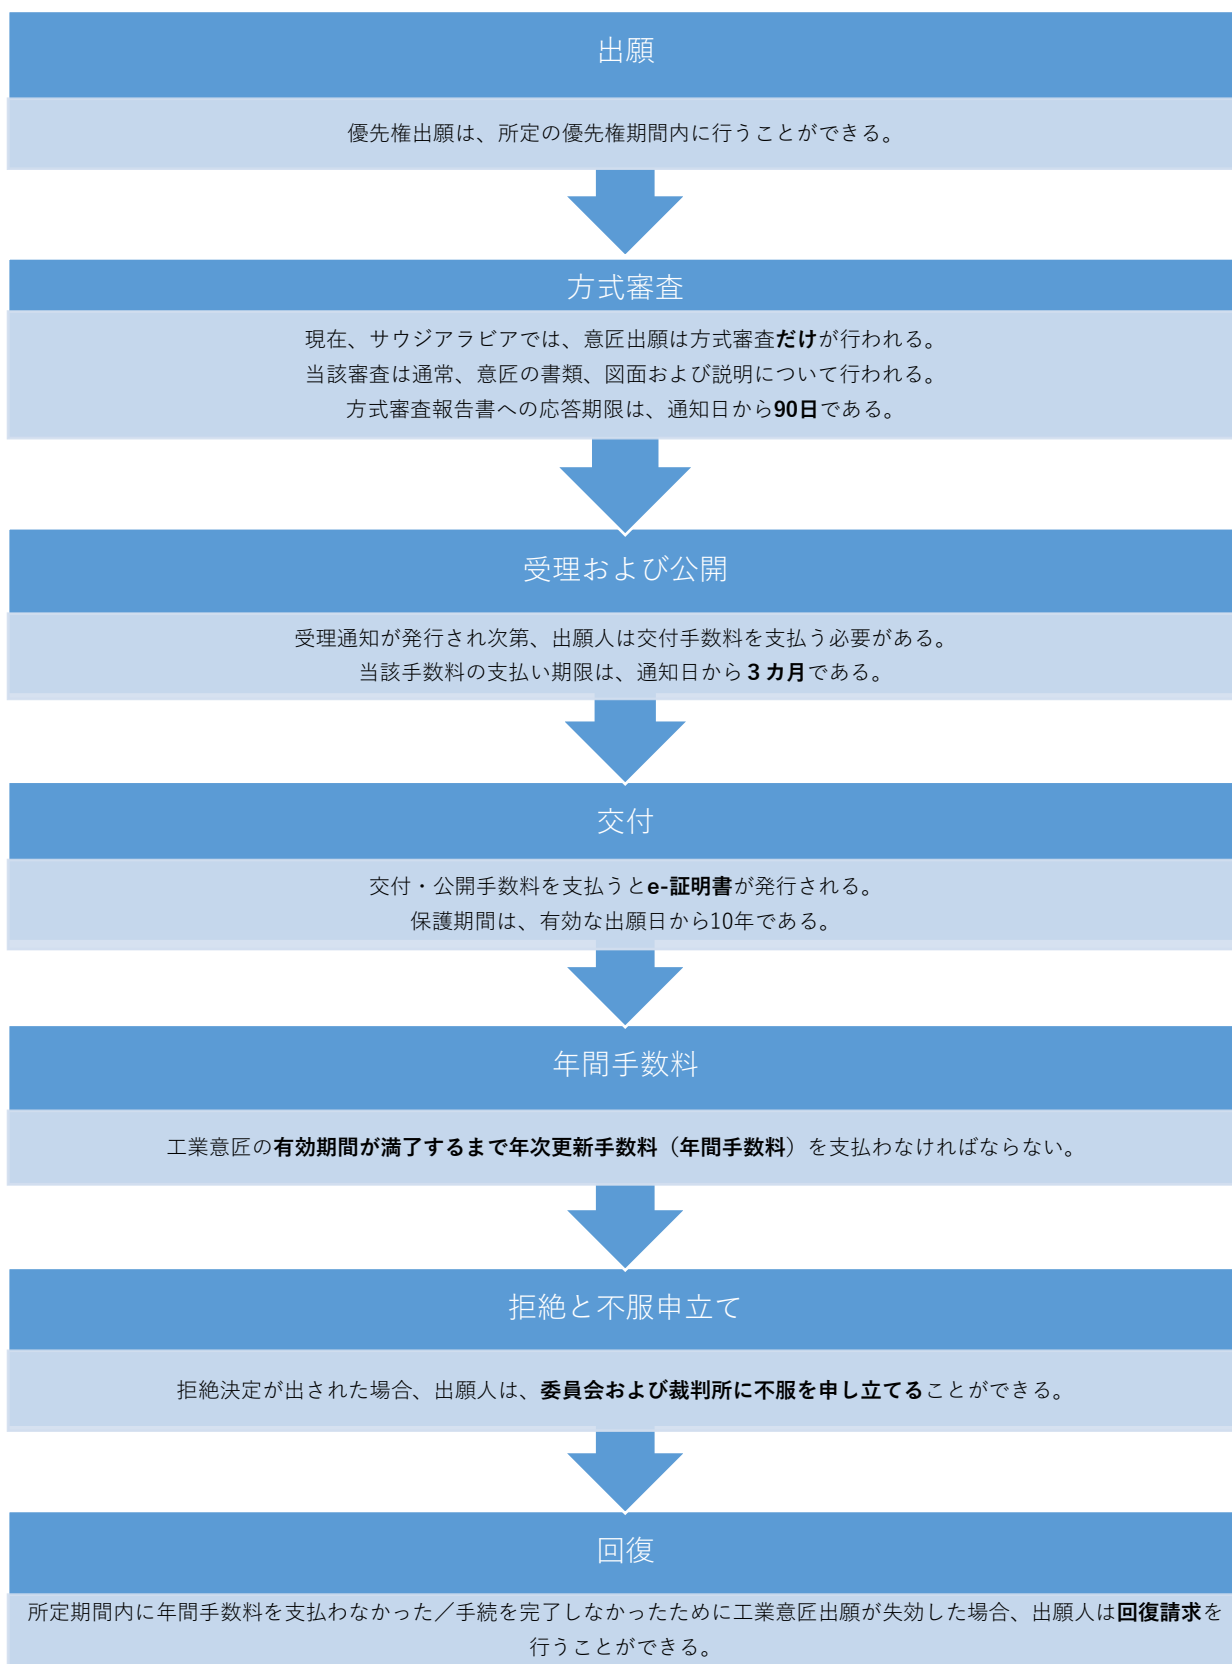 出願
優先権出願は、所定の優先権期間内に行うことができる。
方式審査
現在、サウジアラビアでは、意匠出願は方式審査だけが行われる。
当該審査は通常、意匠の書類、図面および説明について行われる。
方式審査報告書への応答期限は、通知日から90日である。
受理および公開
受理通知が発行され次第、出願人は交付手数料を支払う必要がある。
当該手数料の支払い期限は、通知日から３カ月である。
交付
交付・公開手数料を支払うとe-証明書が発行される。
保護期間は、有効な出願日から10年である。
年間手数料
工業意匠の有効期間が満了するまで年次更新手数料（年間手数料）を支払わなければならない。
拒絶と不服申立て
拒絶決定が出された場合、出願人は、委員会および裁判所に不服を申し立てることができる。
回復
所定期間内に年間手数料を支払わなかった／手続を完了しなかったために工業意匠出願が失効した場合、出願人は回復請求を
行うことができる。